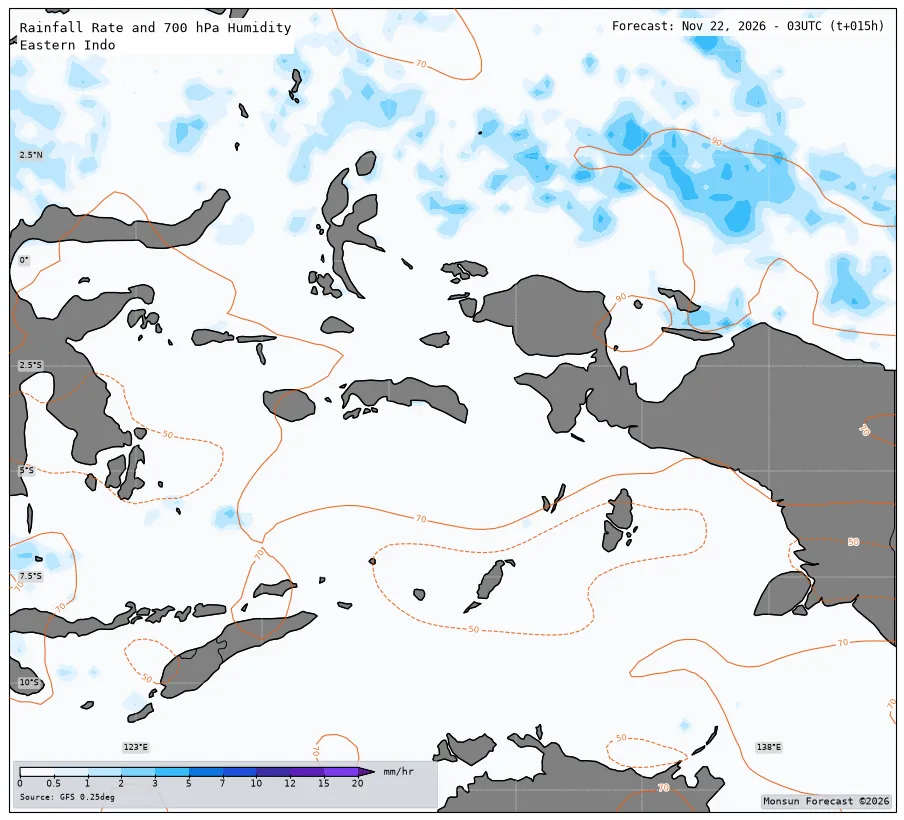 Rainfall Rate and 700 hPa Humidity
Eastern Indo
Forecast: Nov 22, 2026 - 03UTC (t+015h)
70
90
2.5°N
0°
90
2.5°S
50
70
5°S
70
50
70
7.5°S
70
70
50
70
50
10°S
70
123°E
70
50
138°E
0 0.5 1 2 3 5 7 10 12 15 20 mm/hr
70
Source: GFS 0.25deg
Monsun Forecast ©2026